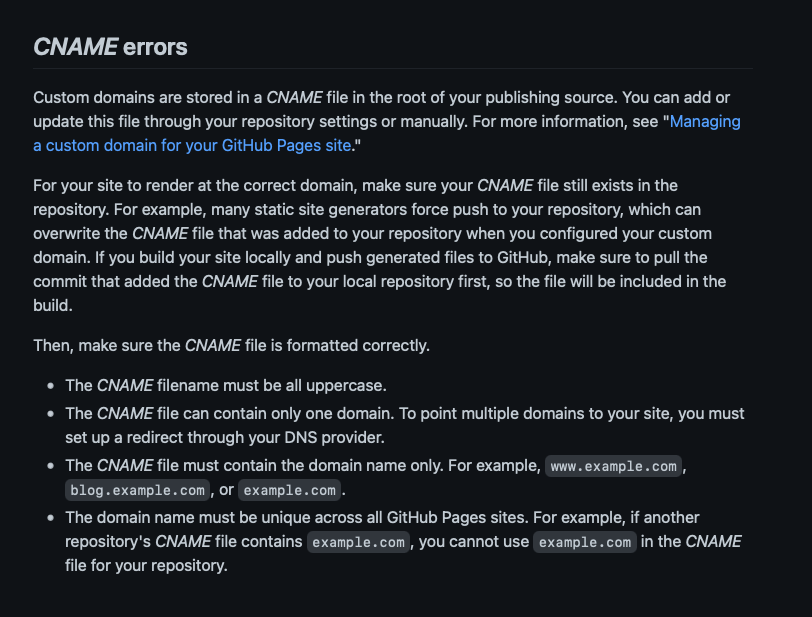 CNAME errors
Custom domains are stored in a CNAME file in the root of your publishing source. You can add or
update this file through your repository settings or manually. For more information, see "Managing
a custom domain for your GitHub Pages site."
For your site to render at the correct domain, make sure your CNAME file still exists in the
repository. For example, many static site generators force push to your repository, which can
overwrite the CNAME file that was added to your repository when you configured your custom
domain. If you build your site locally and push generated files to GitHub, make sure to pull the
commit that added the CNAME file to your local repository first, so the file will be included in the
build.
Then, make sure the CNAME file is formatted correctly.
• The CNAME filename must be all uppercase.
• The CNAME file can contain only one domain. To point multiple domains to your site, you must
set up a redirect through your DNS provider.
• The CNAME file must contain the domain name only. For example, www.example.com,
blog.example.com, or example.com.
• The domain name must be unique across all GitHub Pages sites. For example, if another
repository's CNAME file contains example.com, you cannot use example.com in the CNAME
file for your repository.